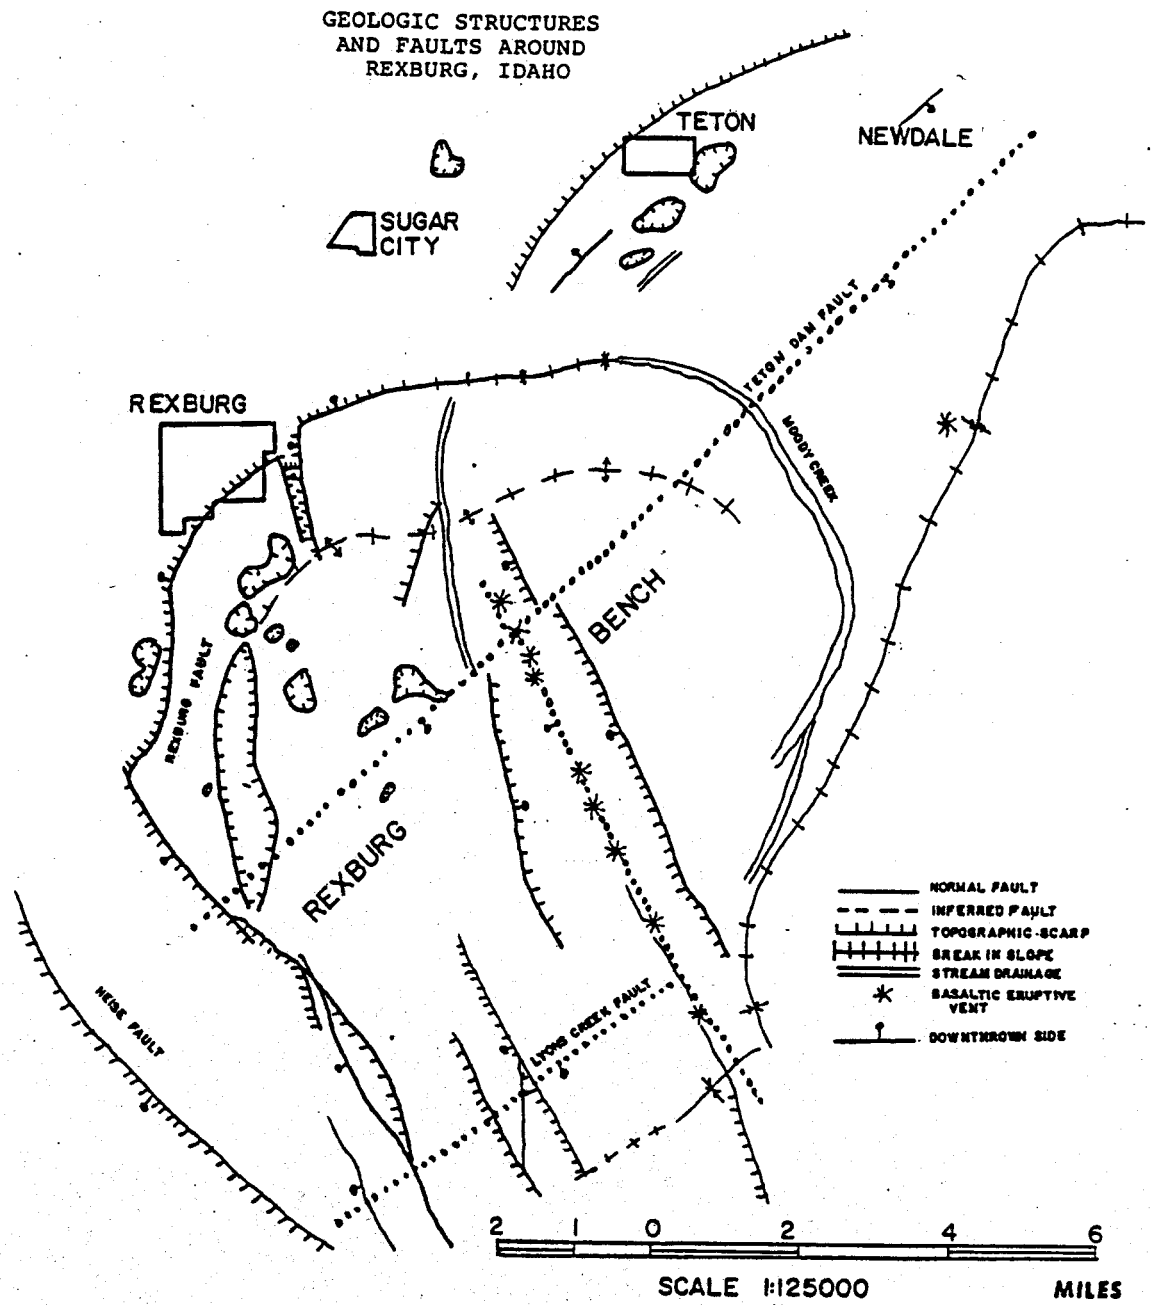 GEOLOGIC STRUCTURES
AND FAULTS AROUND
REXBURG, IDAHO
TETON
NEWDALE
SUGAR
CITY
TETON DAM FAULT
REXBURG
MOODY CREEK
BENCH
REXBURG FAULT
REXBURG
NORMAL FAULT
INFERRED FAULT
TOPOGRAPHIC-SCARP
BREAK IN SLOPE
STREAM DRAINAGE
BASALTIC ERUPTIVE
VENT
DOWNTHROWN SIDE
HEISE FAULT
LYONS CREEK FAULT
2 1 0 2 4 6
SCALE 1:125000 MILES